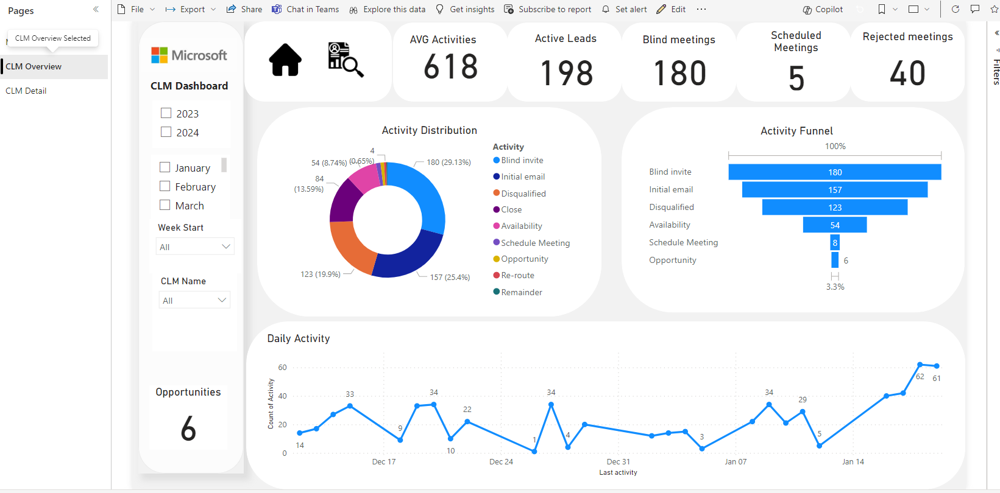 Pages
File
Export
Share
Chat in Teams
Explore this data
Get insights
Subscribe to report
Set alert
Edit
Copilot
CLM Overview Selected
CLM Overview
CLM Detail
Filters
Microsoft
CLM Dashboard
2023
2024
January
February
March
Week Start
All
CLM Name
All
Opportunities
6
AVG Activities
618
Active Leads
198
Blind meetings
180
Scheduled
Meetings
5
Rejected meetings
40
Activity Distribution
4
(0.65%)
54 (8.74%)
180 (29.13%)
84
(13.59%)
123 (19.9%)
157 (25.4%)
Activity
Blind invite
Initial email
Disqualified
Close
Availability
Schedule Meeting
Opportunity
Re-route
Remainder
Activity Funnel
100%
Blind invite
180
Initial email
157
Disqualified
123
Availability
54
Schedule Meeting
8
Opportunity
6
3.3%
Daily Activity
Count of Activity
60
40
20
0
14
33
9
34
10
22
1
34
4
3
34
29
5
62
61
Dec 17
Dec 24
Dec 31
Jan 07
Jan 14
Last activity